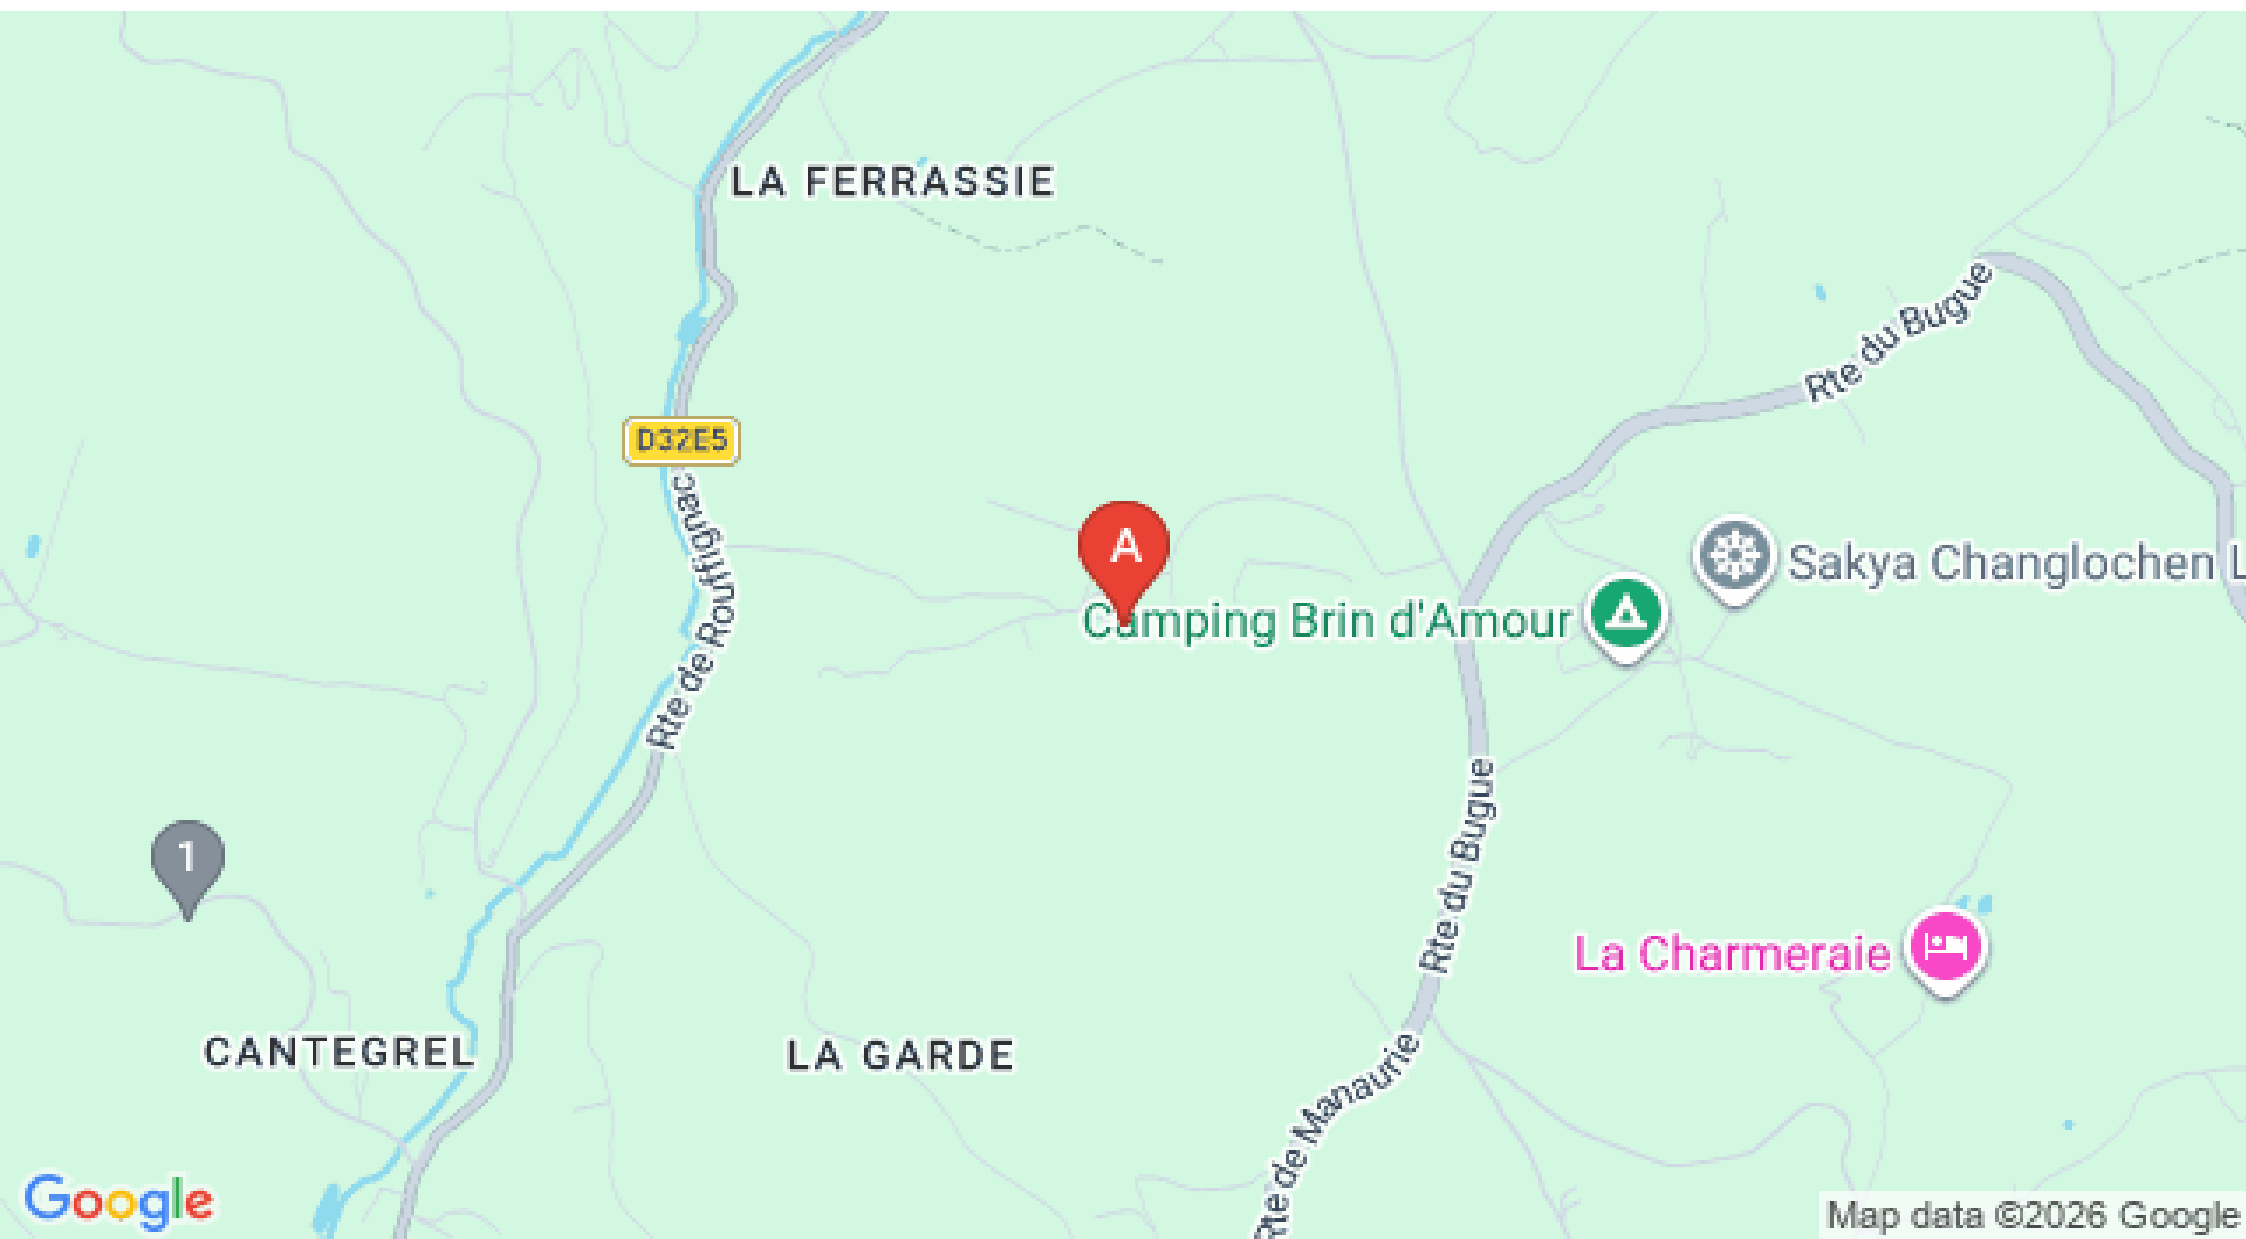 LA FERRASSIE
Rte du Bugue
D32E5
Rte de Rouffignac
A
Sakya Changlochen L
Camping Brin d'Amour
Rte du Bugue
1
La Charmeraie
CANTEGREL
LA GARDE
Rte de Manaurie
Google
Map data ©2026 Google